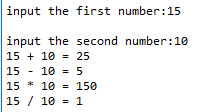 input the first number:15
input the second number:10
15 + 10 = 25
15 - 10 = 5
15 * 10 = 150
15 / 10 = 1